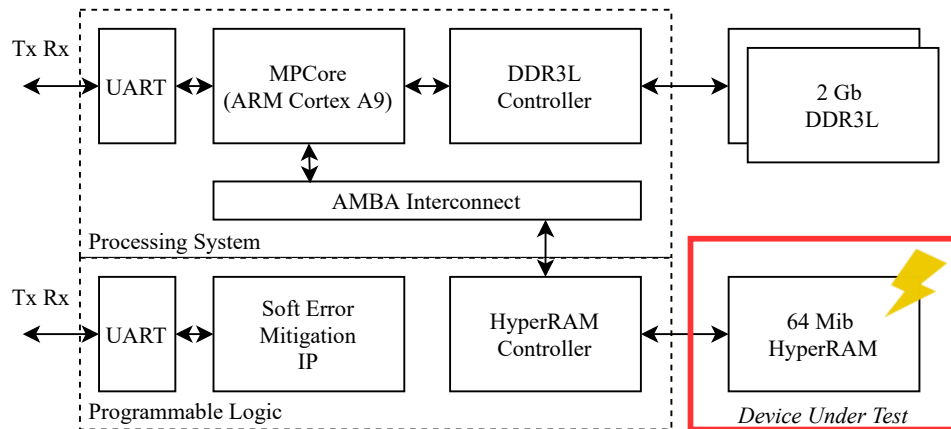 Tx Rx
UART
MPCore
(ARM Cortex A9)
DDR3L
Controller
2 Gb
DDR3L
AMBA Interconnect
Processing System
Tx Rx
UART
Soft Error
Mitigation
IP
HyperRAM
Controller
64 Mib
HyperRAM
Programmable Logic
Device Under Test